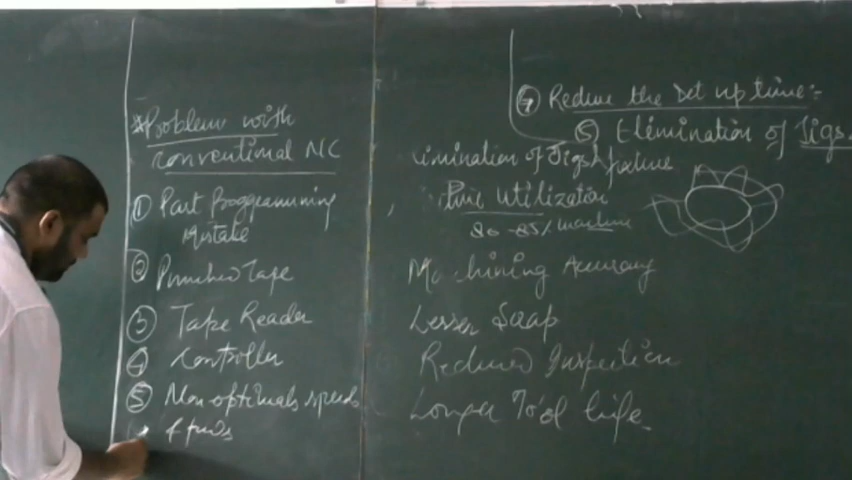 Problem with
conventional NC
① Part Programming
Mistake
② Punched Tape
③ Tape Reader
④ Controller
⑤ Non optimals speeds
& feeds
④ Reduce the Set up time:-
⑤ Elimination of Jigs.
imination of Jigs & fixture
Time Utilization
80-85% machine
Machining Accuracy
Lesser Scrap
Reduced Inspection
Longer Tool life.